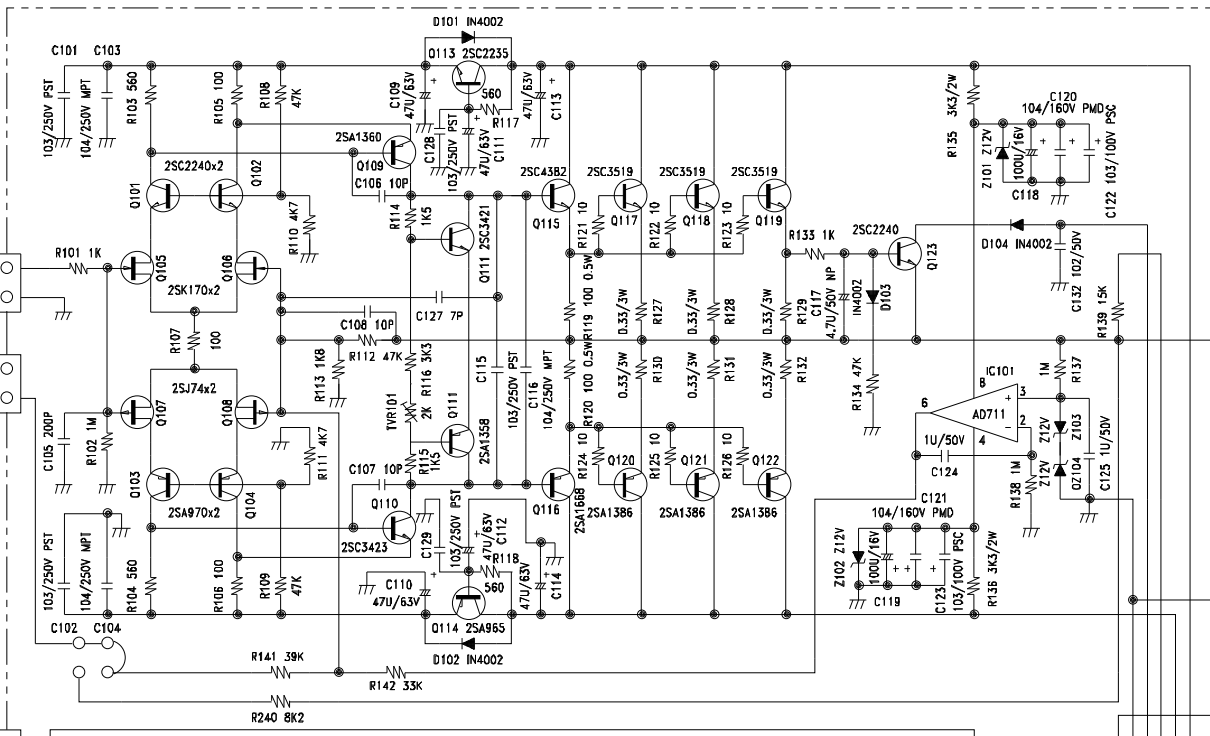 D101 IN4002
C101
C103
Q113 2SC2235
103/250V PST
104/250V MPT
R103 560
R105 100
R108
47K
C109
47U/63V
+
560
R117
47U/63V
+
C113
C128
103/250V PST
+
47U/63V
C111
R135 3K3/2W
C120
104/160V PMD
Z101 Z12V
100U/16V
+
+
+
C118
C122 103/100V PSC
2SA1360
Q109
2SC2240x2
Q102
Q101
C106 10P
R114
1K5
2SC4382
2SC3519
2SC3519
2SC3519
Q115
Q117
Q118
Q119
R110 4K7
Q111 2SC3421
R121 10
R122 10
R123 10
R133 1K
2SC2240
Q123
D104 IN4002
R101 1K
Q105
Q106
2SK170x2
C127 7P
C117
4.7U/50V NP
IN4002
D103
C132 102/50V
R139 15K
R107
100
C108 10P
R112 47K
R119 100 0.5W
0.33/3W
R127
0.33/3W
R128
0.33/3W
R129
R113 1K8
R116 3K3
C115
103/250V PST
C116
104/250V MPT
R120 100 0.5W
0.33/3W
R130
0.33/3W
R131
0.33/3W
R132
R134 47K
1M
R137
IC101
8
6
3
+
AD711
-
2
4
2SJ74x2
TVR101
2K
Q107
Q108
Q111
2SA1358
C105 200P
R102 1M
R111 4K7
R115
1K5
1U/50V
C124
Z12V
Z103
Z12V
OZ104
C125 1U/50V
R138 1M
C107 10P
Q103
Q104
2SA970x2
Q110
2SC3423
Q116
2SA1668
R124 10
R125 10
R126 10
Q120
Q121
Q122
2SA1386
2SA1386
2SA1386
C121
104/160V PMD
103/250V PST
104/250V MPT
R104 560
R106 100
R109
47K
C129
103/250V PST
+
47U/63V
C112
R118
560
C110
47U/63V
+
47U/63V
+
C114
Z102 Z12V
100U/16V
+
+
+
C119
C123
103/100V PSC
R136 3K3/2W
Q114 2SA965
D102 IN4002
C102
C104
R141 39K
R142 33K
R240 8K2